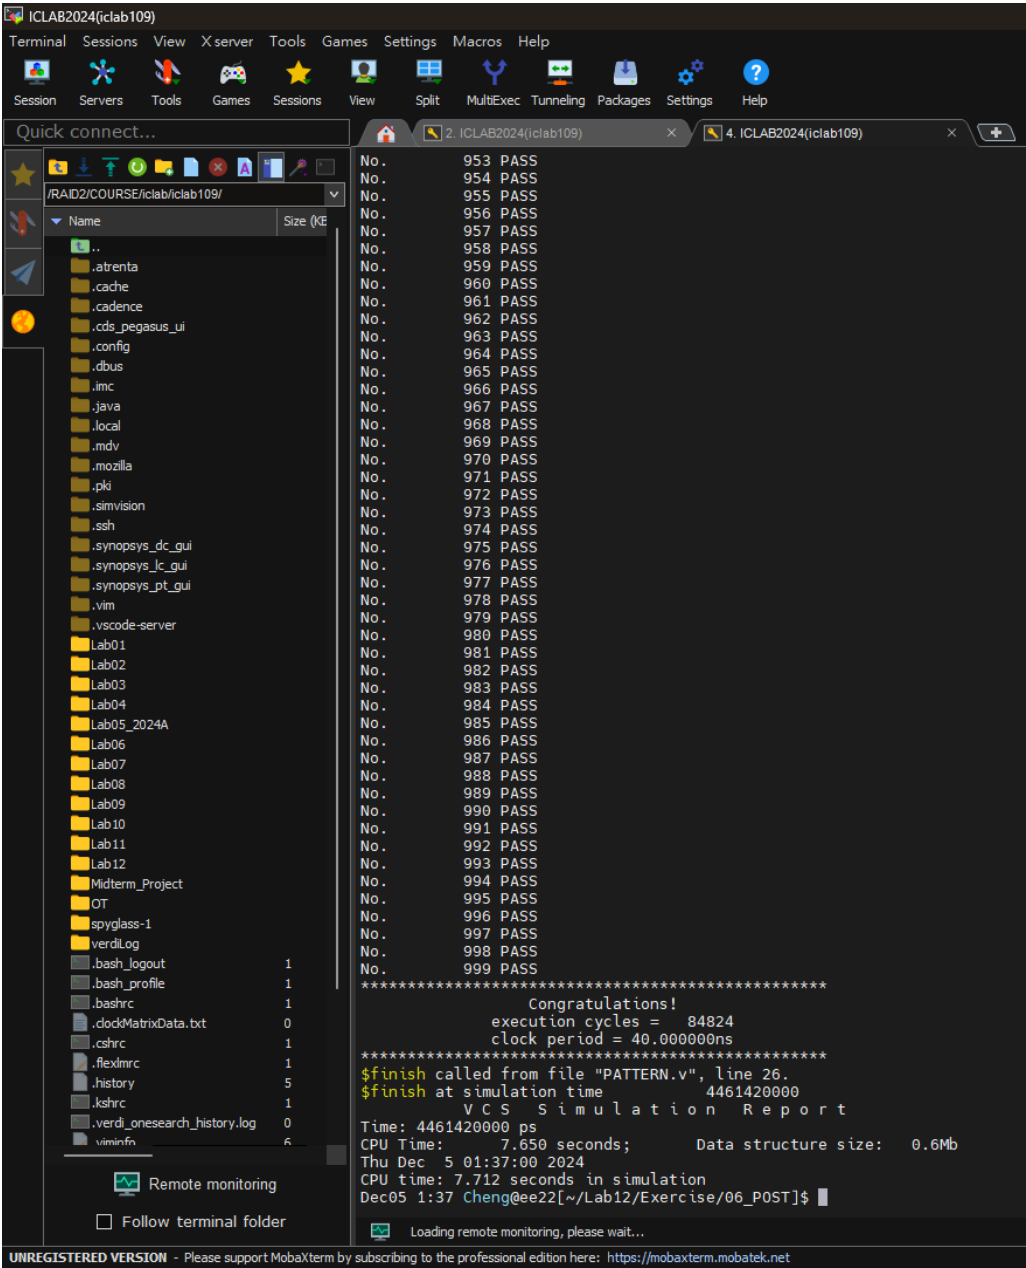 ICLAB2024(iclab109)
Terminal Sessions View X server Tools Games Settings Macros Help
Session Servers Tools Games Sessions View Split MultiExec Tunneling Packages Settings Help
Quick connect...
2. ICLAB2024(iclab109)
4. ICLAB2024(iclab109)
/RAID2/COURSE/iclab/iclab109/
Name Size (KB
..
.atrenta
.cache
.cadence
.cds_pegasus_ui
.config
.dbus
.imc
.java
.local
.mdv
.mozilla
.pki
.simvision
.ssh
.synopsys_dc_gui
.synopsys_lc_gui
.synopsys_pt_gui
.vim
.vscode-server
Lab01
Lab02
Lab03
Lab04
Lab05_2024A
Lab06
Lab07
Lab08
Lab09
Lab10
Lab11
Lab12
Midterm_Project
OT
spyglass-1
verdiLog
.bash_logout 1
.bash_profile 1
.bashrc 1
.clockMatrixData.txt 0
.cshrc 1
.flexlmrc 1
.history 5
.kshrc 1
.verdi_onesearch_history.log 0
.viminfo 6
Remote monitoring
Follow terminal folder
No. 953 PASS
No. 954 PASS
No. 955 PASS
No. 956 PASS
No. 957 PASS
No. 958 PASS
No. 959 PASS
No. 960 PASS
No. 961 PASS
No. 962 PASS
No. 963 PASS
No. 964 PASS
No. 965 PASS
No. 966 PASS
No. 967 PASS
No. 968 PASS
No. 969 PASS
No. 970 PASS
No. 971 PASS
No. 972 PASS
No. 973 PASS
No. 974 PASS
No. 975 PASS
No. 976 PASS
No. 977 PASS
No. 978 PASS
No. 979 PASS
No. 980 PASS
No. 981 PASS
No. 982 PASS
No. 983 PASS
No. 984 PASS
No. 985 PASS
No. 986 PASS
No. 987 PASS
No. 988 PASS
No. 989 PASS
No. 990 PASS
No. 991 PASS
No. 992 PASS
No. 993 PASS
No. 994 PASS
No. 995 PASS
No. 996 PASS
No. 997 PASS
No. 998 PASS
No. 999 PASS
**************************************************
Congratulations!
execution cycles = 84824
clock period = 40.000000ns
**************************************************
$finish called from file "PATTERN.v", line 26.
$finish at simulation time 4461420000
V C S S i m u l a t i o n R e p o r t
Time: 4461420000 ps
CPU Time: 7.650 seconds; Data structure size: 0.6Mb
Thu Dec 5 01:37:00 2024
CPU time: 7.712 seconds in simulation
Dec05 1:37 Cheng@ee22[~/Lab12/Exercise/06_POST]$
Loading remote monitoring, please wait...
UNREGISTERED VERSION - Please support MobaXterm by subscribing to the professional edition here: https://mobaxterm.mobatek.net